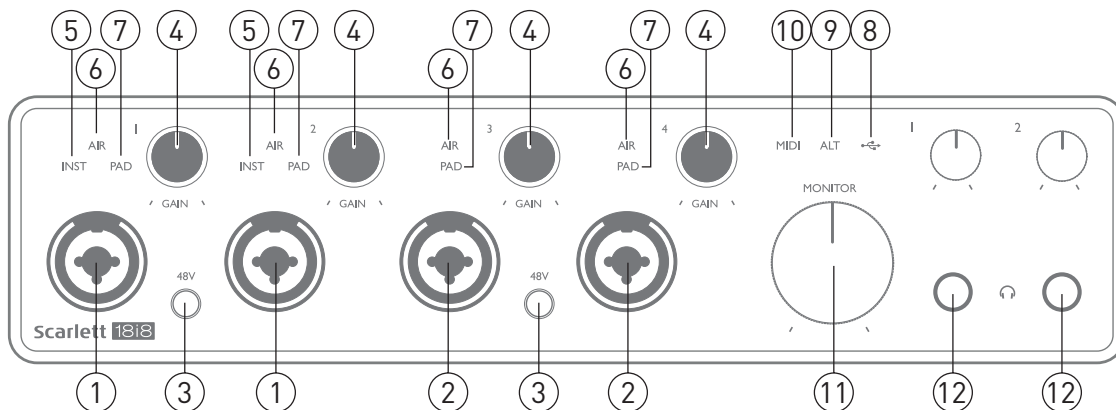 5 7 4 5 7 4 7 4 7 4 10 9 8
6 6 6 6
1 2 3 4 1 2
AIR AIR AIR AIR MIDI ALT
INST PAD INST PAD PAD PAD
MONITOR
GAIN GAIN GAIN GAIN
48V 48V
Scarlett 18i8
1 3 1 2 3 2 11 12 12